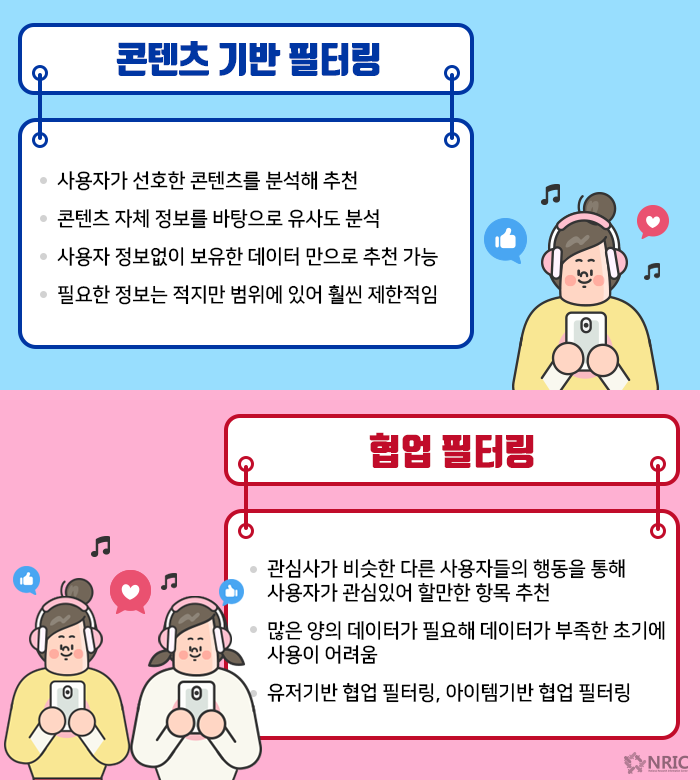 콘텐츠 기반 필터링
사용자가 선호한 콘텐츠를 분석해 추천
콘텐츠 자체 정보를 바탕으로 유사도 분석
사용자 정보없이 보유한 데이터 만으로 추천 가능
필요한 정보는 적지만 범위에 있어 훨씬 제한적임
협업 필터링
관심사가 비슷한 다른 사용자들의 행동을 통해
사용자가 관심있어 할만한 항목 추천
많은 양의 데이터가 필요해 데이터가 부족한 초기에
사용이 어려움
유저기반 협업 필터링, 아이템기반 협업 필터링
NRIC